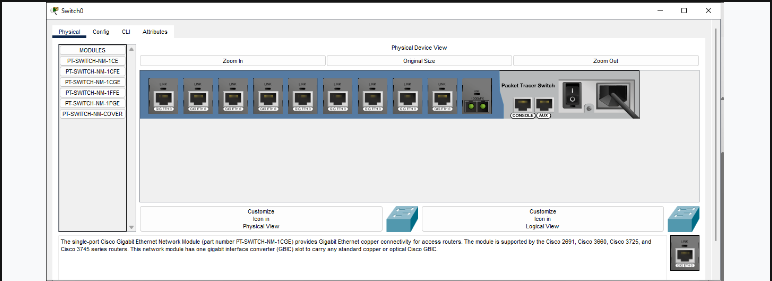 Switch0
Physical Config CLI Attributes
MODULES
PT-SWITCH-NM-1CE
PT-SWITCH-NM-1CFE
PT-SWITCH-NM-1CGE
PT-SWITCH-NM-1FFE
PT-SWITCH-NM-1FGE
PT-SWITCH-NM-COVER
Physical Device View
Zoom In Original Size Zoom Out
Packet Tracer Switch
CONSOLE AUX
Customize
Icon in
Physical View
Customize
Icon in
Logical View
The single-port Cisco Gigabit Ethernet Network Module (part number PT-SWITCH-NM-1CGE) provides Gigabit Ethernet copper connectivity for access routers. The module is supported by the Cisco 2691, Cisco 3660, Cisco 3725, and
Cisco 3745 series routers. This network module has one gigabit interface converter (GBIC) slot to carry any standard copper or optical Cisco GBIC.